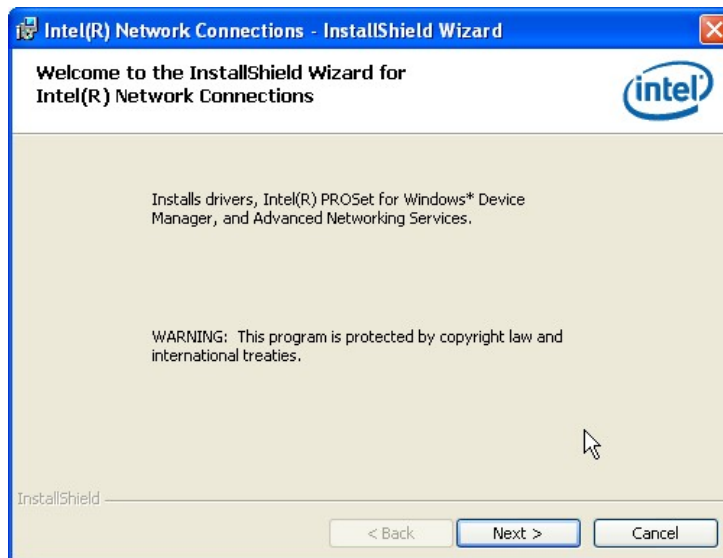 Intel(R) Network Connections - InstallShield Wizard
Welcome to the InstallShield Wizard for
Intel(R) Network Connections
intel
Installs drivers, Intel(R) PROSet for Windows* Device
Manager, and Advanced Networking Services.
WARNING: This program is protected by copyright law and
international treaties.
InstallShield
< Back
Next >
Cancel